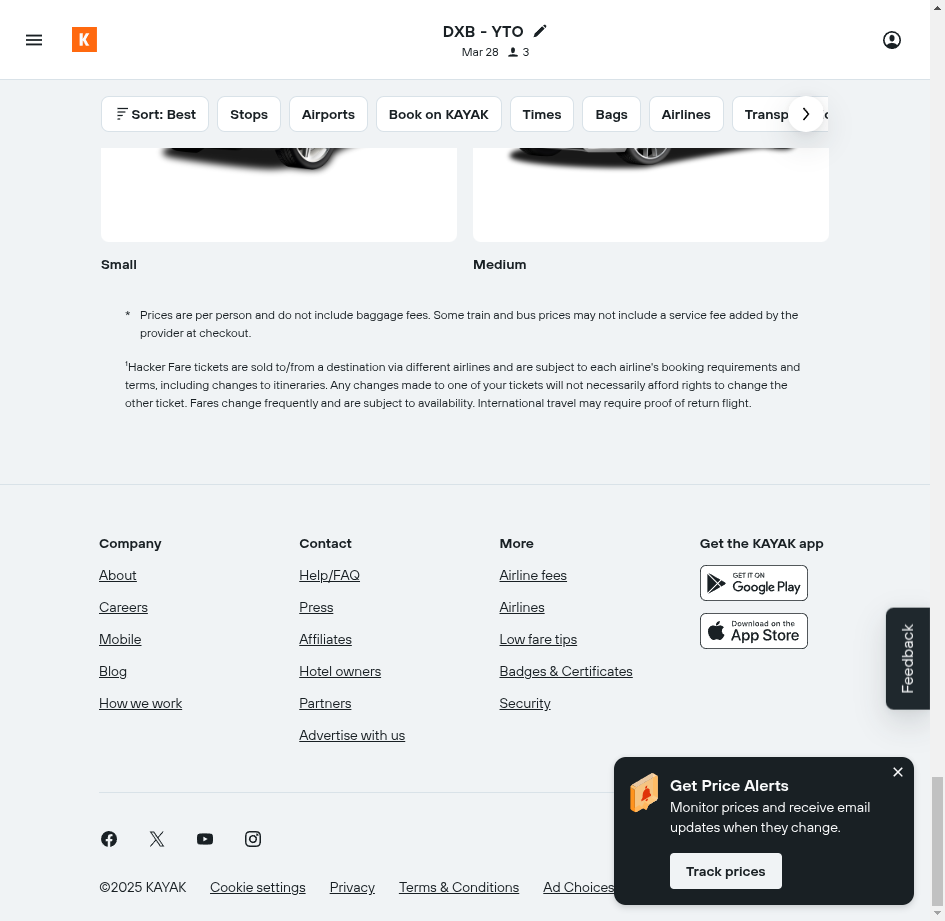 K
DXB - YTO
Mar 28 3
Sort: Best Stops Airports Book on KAYAK Times Bags Airlines Transp
Small Medium
* Prices are per person and do not include baggage fees. Some train and bus prices may not include a service fee added by the
provider at checkout.
¹Hacker Fare tickets are sold to/from a destination via different airlines and are subject to each airline's booking requirements and
terms, including changes to itineraries. Any changes made to one of your tickets will not necessarily afford rights to change the
other ticket. Fares change frequently and are subject to availability. International travel may require proof of return flight.
Company
About
Careers
Mobile
Blog
How we work
Contact
Help/FAQ
Press
Affiliates
Hotel owners
Partners
Advertise with us
More
Airline fees
Airlines
Low fare tips
Badges & Certificates
Security
Get the KAYAK app
GET IT ON
Google Play
Download on the
App Store
Feedback
Get Price Alerts
Monitor prices and receive email
updates when they change.
Track prices
©2025 KAYAK Cookie settings Privacy Terms & Conditions Ad Choices